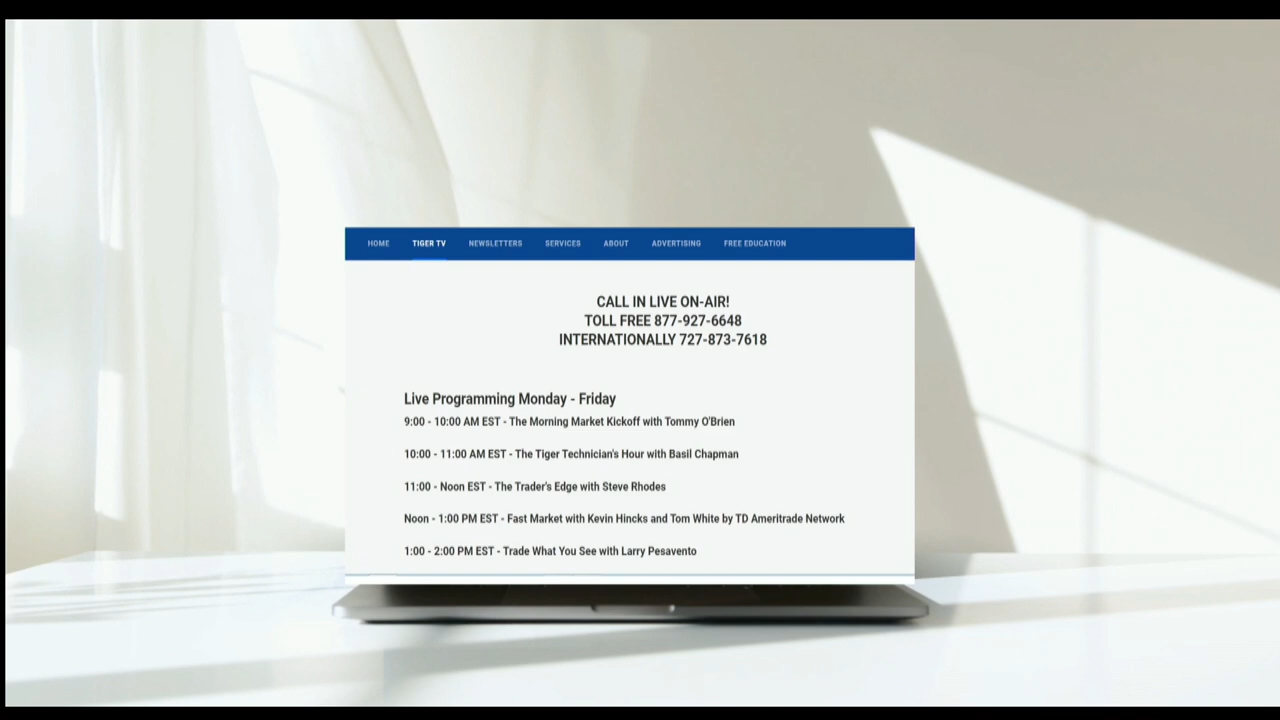 HOME TIGER TV NEWSLETTERS SERVICES ABOUT ADVERTISING FREE EDUCATION
CALL IN LIVE ON-AIR!
TOLL FREE 877-927-6648
INTERNATIONALLY 727-873-7618
Live Programming Monday - Friday
9:00 - 10:00 AM EST - The Morning Market Kickoff with Tommy O'Brien
10:00 - 11:00 AM EST - The Tiger Technician's Hour with Basil Chapman
11:00 - Noon EST - The Trader's Edge with Steve Rhodes
Noon - 1:00 PM EST - Fast Market with Kevin Hincks and Tom White by TD Ameritrade Network
1:00 - 2:00 PM EST - Trade What You See with Larry Pesavento